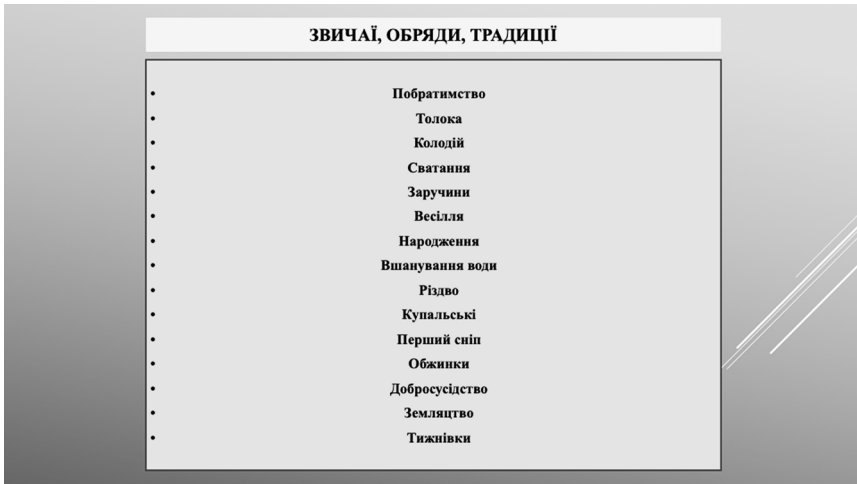 ЗВИЧАЇ, ОБРЯДИ, ТРАДИЦІЇ
• Побратимство
• Толока
• Колодій
• Сватання
• Заручини
• Весілля
• Народження
• Вшанування води
• Різдво
• Купальські
• Перший сніп
• Обжинки
• Добросусідство
• Земляцтво
• Тижнівки